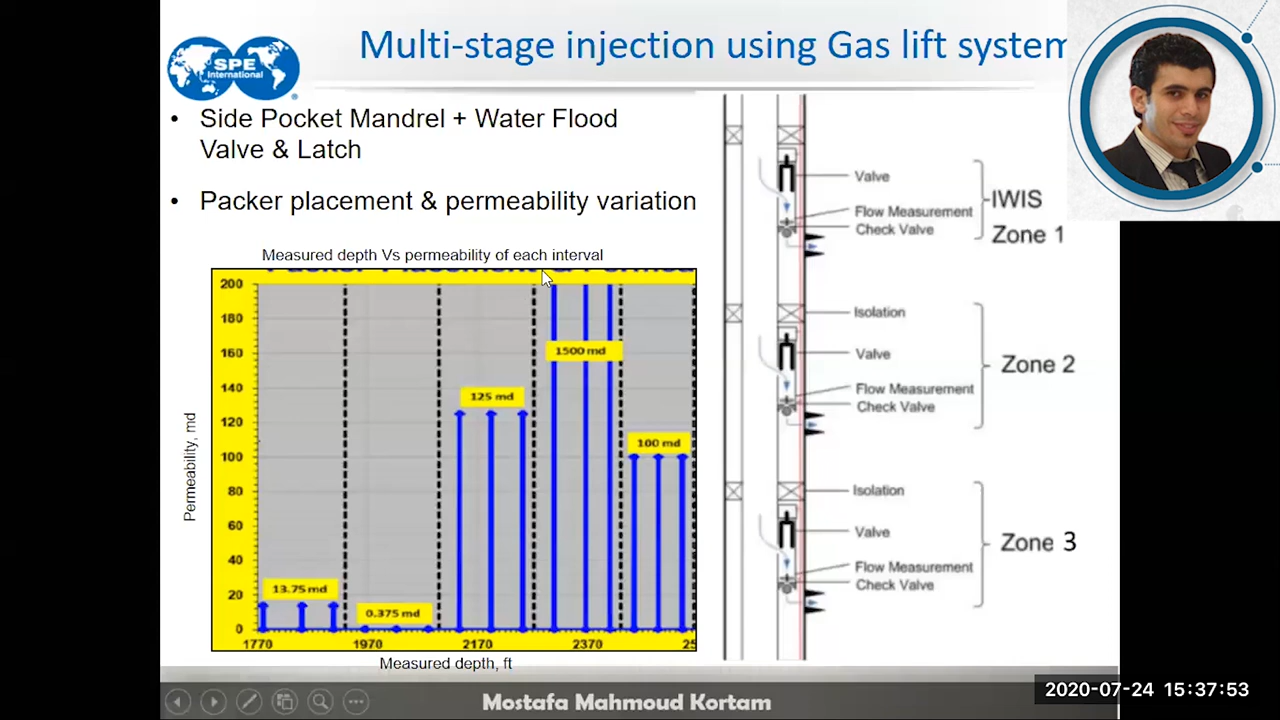 Multi-stage injection using Gas lift system
SPE
International
• Side Pocket Mandrel + Water Flood
Valve & Latch
• Packer placement & permeability variation
Measured depth Vs permeability of each interval
200
180
160
140
120
100
80
60
40
20
0
Permeability, md
13.75 md
0.375 md
125 md
1500 md
100 md
1770
1970
2170
2370
Measured depth, ft
Valve
Flow Measurement
Check Valve
IWIS
Zone 1
Isolation
Valve
Flow Measurement
Check Valve
Zone 2
Isolation
Valve
Flow Measurement
Check Valve
Zone 3
Mostafa Mahmoud Kortam
2020-07-24 15:37:53